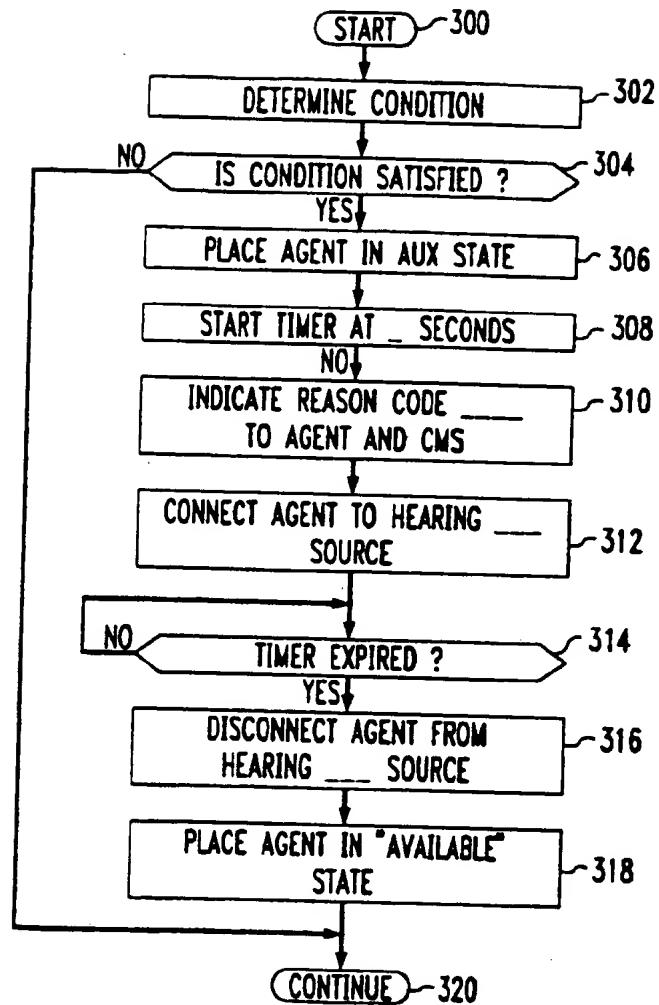 START 300
DETERMINE CONDITION 302
NO
IS CONDITION SATISFIED ? 304
YES
PLACE AGENT IN AUX STATE 306
START TIMER AT _ SECONDS 308
NO
INDICATE REASON CODE ____ 310
TO AGENT AND CMS
CONNECT AGENT TO HEARING ___
SOURCE 312
NO
TIMER EXPIRED ? 314
YES
DISCONNECT AGENT FROM 316
HEARING ___ SOURCE
PLACE AGENT IN "AVAILABLE"
STATE 318
CONTINUE 320